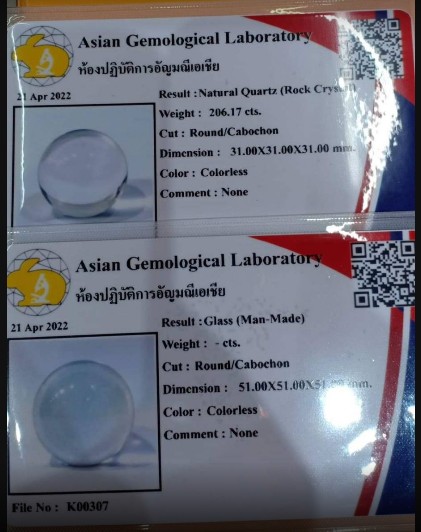 Asian Gemological Laboratory
ห้องปฏิบัติการอัญมณีเอเชีย
21 Apr 2022
Result : Natural Quartz (Rock Crystal)
Weight : 206.17 cts.
Cut : Round/Cabochon
Dimension : 31.00X31.00X31.00 mm.
Color : Colorless
Comment : None
Asian Gemological Laboratory
ห้องปฏิบัติการอัญมณีเอเชีย
21 Apr 2022
Result : Glass (Man-Made)
Weight : - cts.
Cut : Round/Cabochon
Dimension : 51.00X51.00X51. mm.
Color : Colorless
Comment : None
File No : K00307